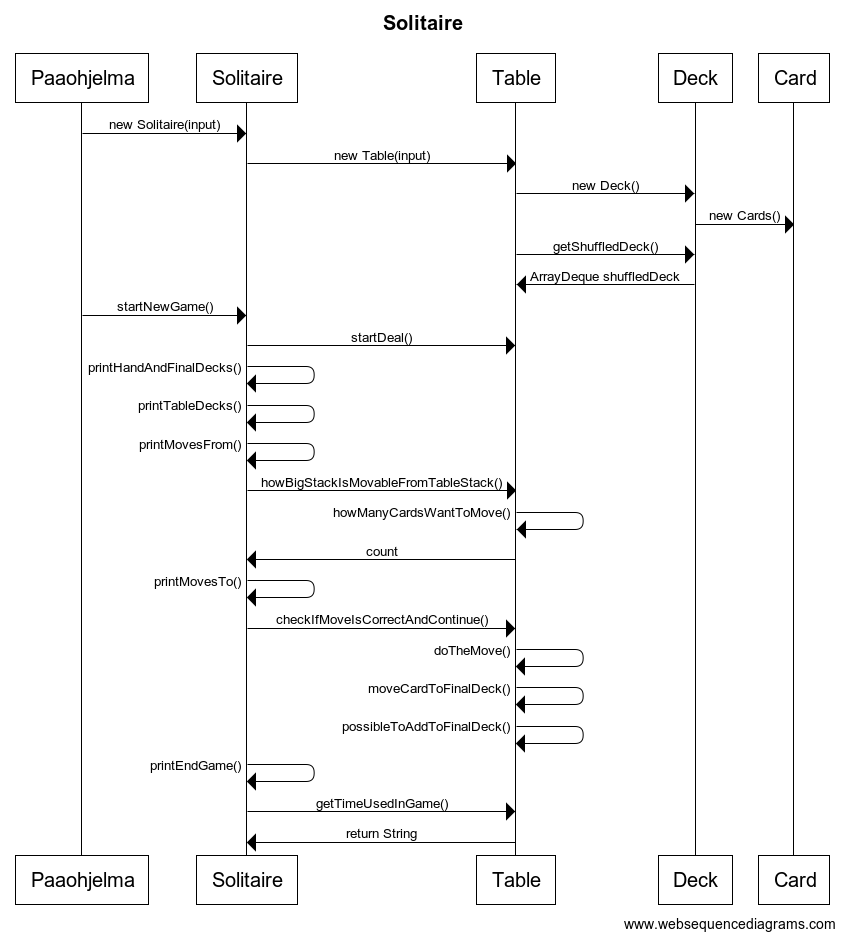 Solitaire
Paaohjelma Solitaire Table Deck Card
new Solitaire(input)
new Table(input)
new Deck()
new Cards()
getShuffledDeck()
ArrayDeque shuffledDeck
startNewGame()
startDeal()
printHandAndFinalDecks()
printTableDecks()
printMovesFrom()
howBigStackIsMovableFromTableStack()
howManyCardsWantToMove()
count
printMovesTo()
checkIfMoveIsCorrectAndContinue()
doTheMove()
moveCardToFinalDeck()
possibleToAddToFinalDeck()
printEndGame()
getTimeUsedInGame()
return String
Paaohjelma Solitaire Table Deck Card
www.websequencediagrams.com